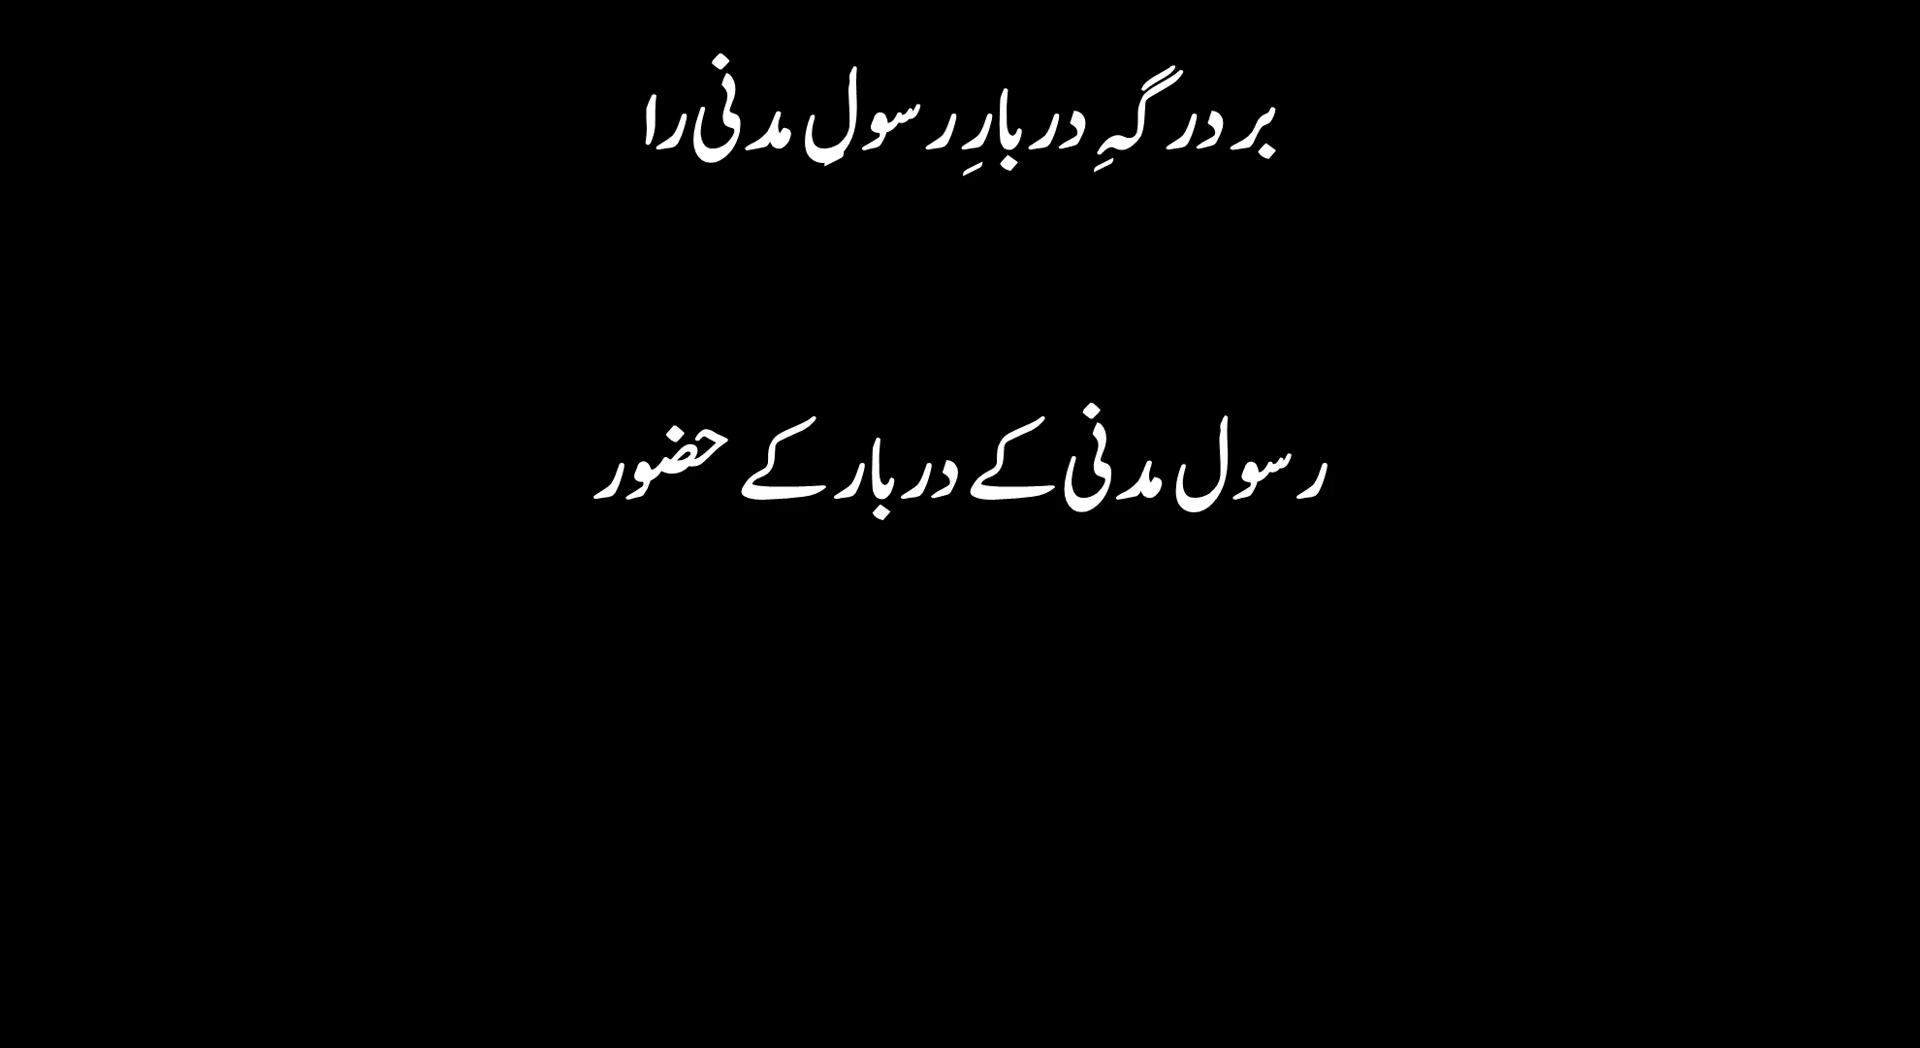 بر درگہِ دربارِ رسولِ مدنی را
رسول مدنی کے دربار کے حضور